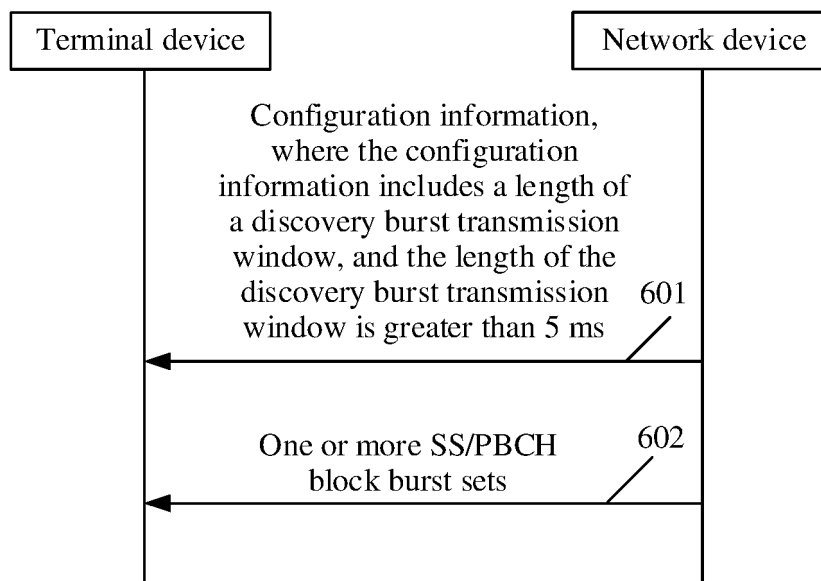 Terminal device
Network device
Configuration information,
where the configuration
information includes a length of
a discovery burst transmission
window, and the length of the
discovery burst transmission
window is greater than 5 ms
601
One or more SS/PBCH
block burst sets
602